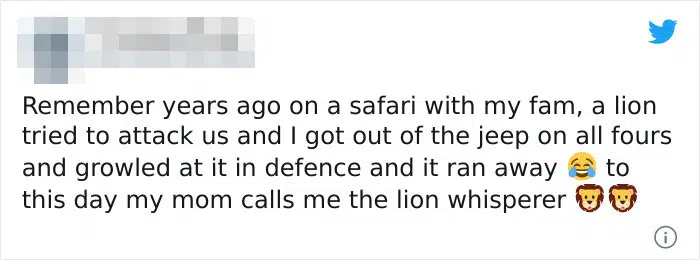 Remember years ago on a safari with my fam, a lion
tried to attack us and I got out of the jeep on all fours
and growled at it in defence and it ran away 😂 to
this day my mom calls me the lion whisperer 🦁🦁